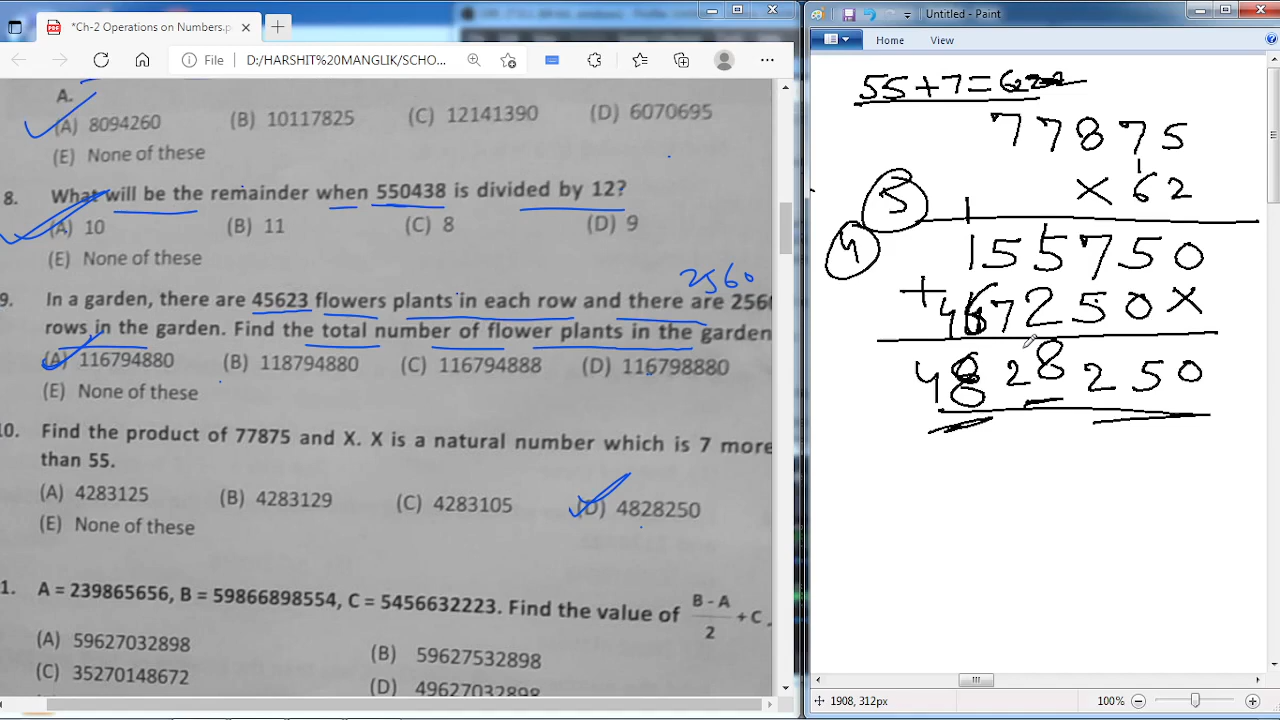 *Ch-2 Operations on Numbers.p
File
D:/HARSHIT%20MANGLIK/SCHO...
Untitled - Paint
Home View
A.
(A) 8094260 (B) 10117825 (C) 12141390 (D) 6070695
(E) None of these
8. What will be the remainder when 550438 is divided by 12?
(A) 10 (B) 11 (C) 8 (D) 9
(E) None of these
2560
9. In a garden, there are 45623 flowers plants in each row and there are 256
rows in the garden. Find the total number of flower plants in the garden
(A) 116794880 (B) 118794880 (C) 116794888 (D) 116798880
(E) None of these
10. Find the product of 77875 and X. X is a natural number which is 7 more
than 55.
(A) 4283125 (B) 4283129 (C) 4283105 (D) 4828250
(E) None of these
1. A = 239865656, B = 59866898554, C = 5456632223. Find the value of B - A / 2 + C,
(A) 59627032898 (B) 59627532898
(C) 35270148672 (D) 49627032898
55+7=62
77875
1
× 62
5
1
4
155750
+467250×
4828250
1908, 312px
100%